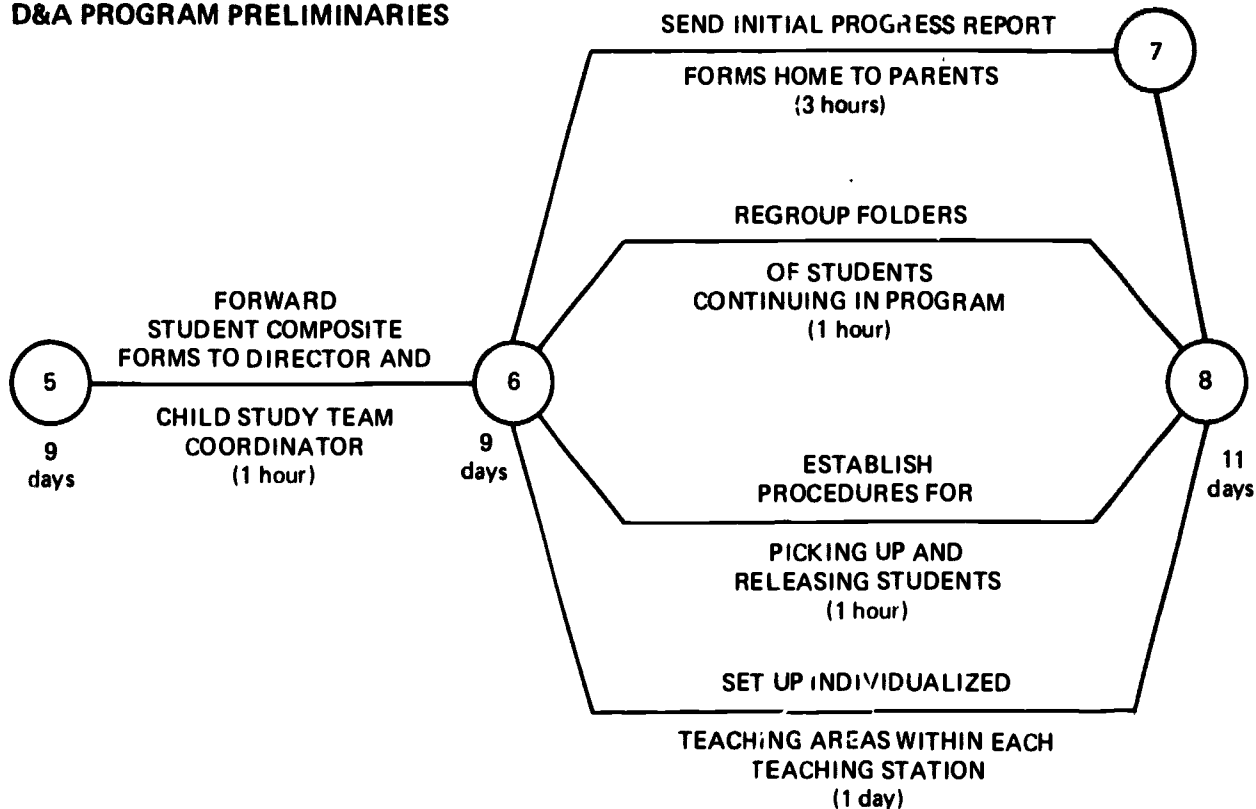 D&A PROGRAM PRELIMINARIES
SEND INITIAL PROGRESS REPORT
FORMS HOME TO PARENTS
(3 hours)
7
REGROUP FOLDERS
OF STUDENTS
CONTINUING IN PROGRAM
(1 hour)
5
9
days
FORWARD
STUDENT COMPOSITE
FORMS TO DIRECTOR AND
CHILD STUDY TEAM
COORDINATOR
(1 hour)
6
9
days
8
11
days
ESTABLISH
PROCEDURES FOR
PICKING UP AND
RELEASING STUDENTS
(1 hour)
SET UP INDIVIDUALIZED
TEACHING AREAS WITHIN EACH
TEACHING STATION
(1 day)